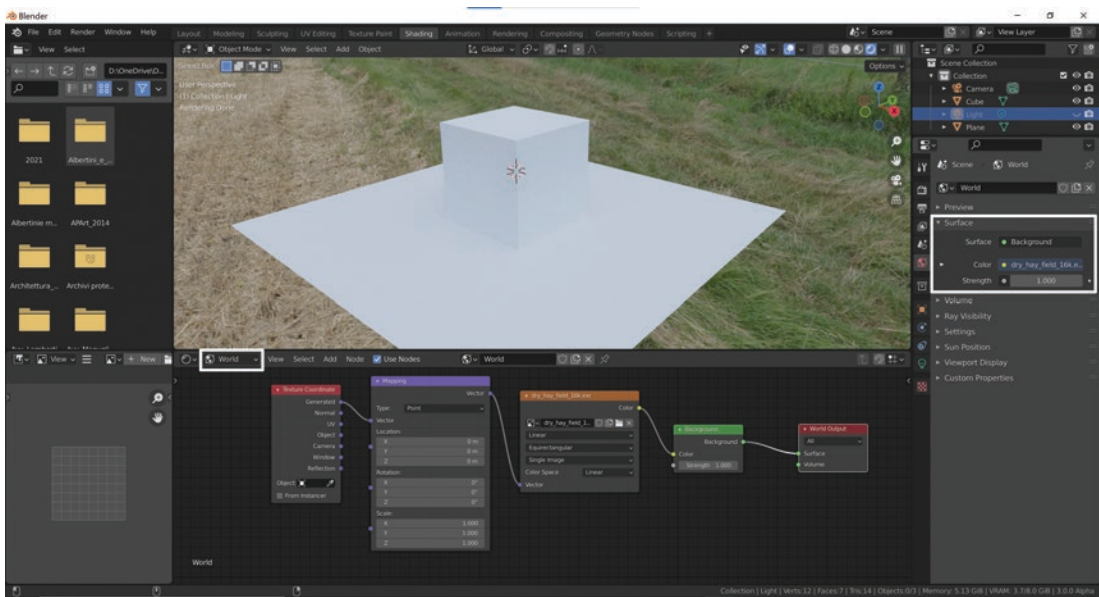 Blender
File Edit Render Window Help
Layout Modeling Sculpting UV Editing Texture Paint Shading Animation Rendering Compositing Geometry Nodes Scripting +
Scene
View Layer
View Select
Object Mode View Select Add Object
Global
D:\OneDrive\D...
Select Box
Options
User Perspective
(1) Collection | Light
Rendering Done
Z
Scene Collection
Collection
Camera
Cube
Light
Plane
2021
Albertini_e_...
Albertinie m...
APArt_2014
Architettura_...
Archivi prote...
Scene
World
World
Preview
Surface
Surface
Background
Color
dry_hay_field_16k.e...
Strength
1.000
Volume
Ray Visibility
Settings
Sun Position
Viewport Display
Custom Properties
View
+ New
World
View Select Add Node
Use Nodes
World
Texture Coordinate
Generated
Normal
UV
Object
Camera
Window
Reflection
Object:
From Instancer
Mapping
Vector
Type:
Point
Vector
Location:
X 0 m
Y 0 m
Z 0 m
Rotation:
X 0°
Y 0°
Z 0°
Scale:
X 1.000
Y 1.000
Z 1.000
dry_hay_field_16k.exr
Color
dry_hay_field_1...
Linear
Equirectangular
Single Image
Color Space
Linear
Vector
Background
Background
Color
Strength 1.000
World Output
All
Surface
Volume
World
Collection | Light | Verts:12 | Faces:7 | Tris:14 | Objects:0/3 | Memory: 5.13 GiB | VRAM: 3.7/8.0 GiB | 3.0.0 Alpha